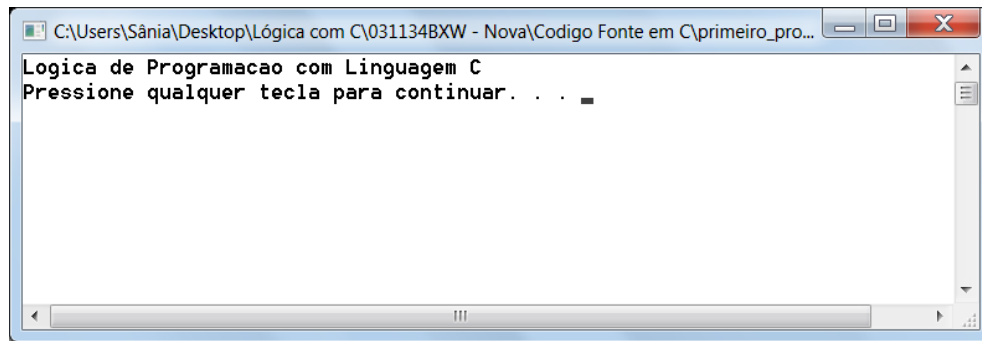 C:\Users\Sânia\Desktop\Lógica com C\031134BXW - Nova\Codigo Fonte em C\primeiro_pro...
Logica de Programacao com Linguagem C
Pressione qualquer tecla para continuar. . . _